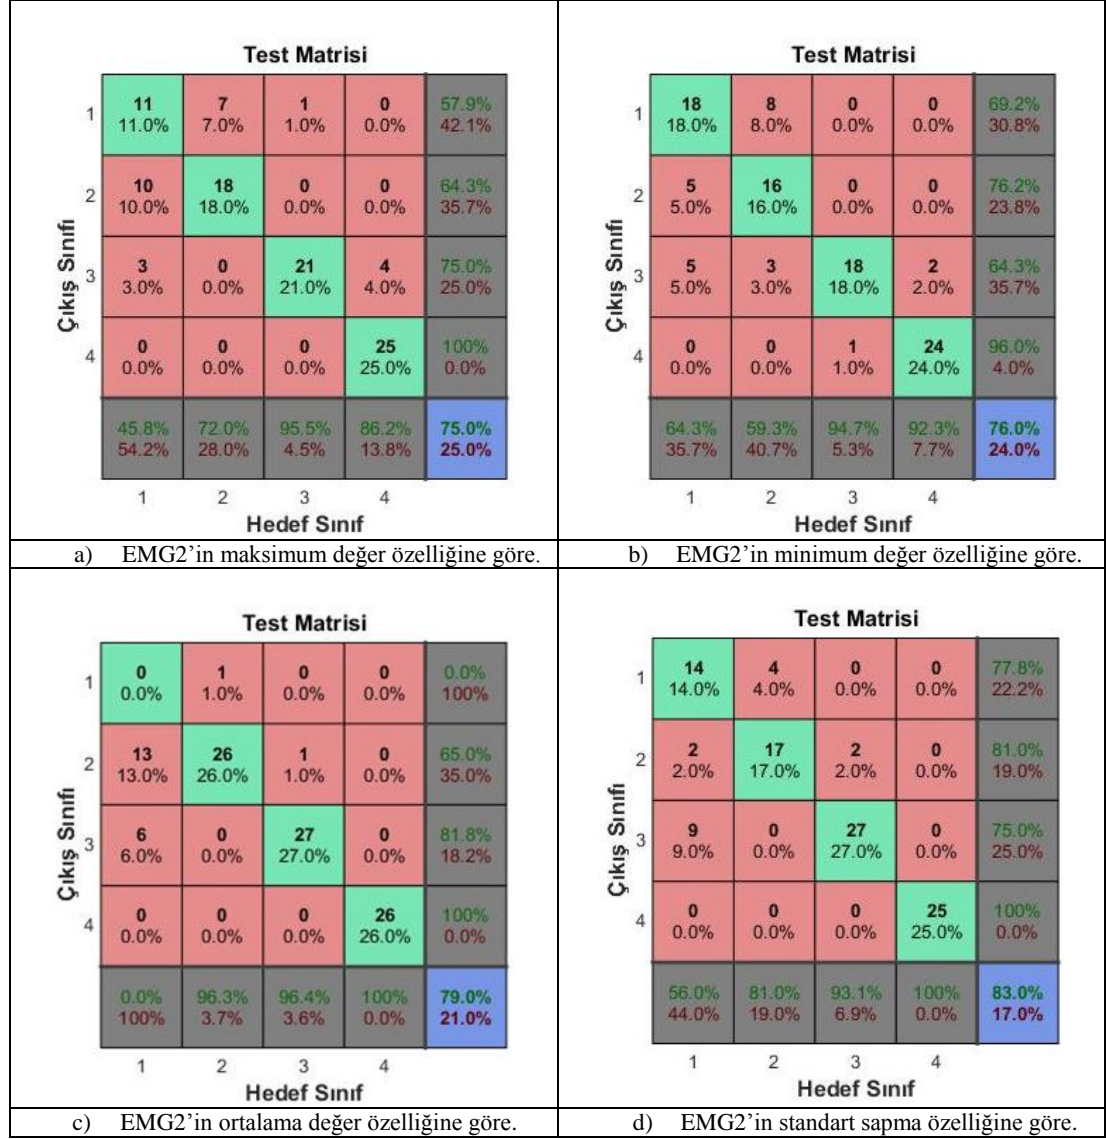 Test Matrisi
1 11 7 1 0 57.9%
11.0% 7.0% 1.0% 0.0% 42.1%
2 10 18 0 0 64.3%
10.0% 18.0% 0.0% 0.0% 35.7%
3 3 0 21 4 75.0%
3.0% 0.0% 21.0% 4.0% 25.0%
4 0 0 0 25 100%
0.0% 0.0% 0.0% 25.0% 0.0%
45.8% 72.0% 95.5% 86.2% 75.0%
54.2% 28.0% 4.5% 13.8% 25.0%
1 2 3 4
Çıkış Sınıfı
Hedef Sınıf
a) EMG2’in maksimum değer özelliğine göre.
Test Matrisi
1 18 8 0 0 69.2%
18.0% 8.0% 0.0% 0.0% 30.8%
2 5 16 0 0 76.2%
5.0% 16.0% 0.0% 0.0% 23.8%
3 5 3 18 2 64.3%
5.0% 3.0% 18.0% 2.0% 35.7%
4 0 0 1 24 96.0%
0.0% 0.0% 1.0% 24.0% 4.0%
64.3% 59.3% 94.7% 92.3% 76.0%
35.7% 40.7% 5.3% 7.7% 24.0%
1 2 3 4
Çıkış Sınıfı
Hedef Sınıf
b) EMG2’in minimum değer özelliğine göre.
Test Matrisi
1 0 1 0 0 0.0%
0.0% 1.0% 0.0% 0.0% 100%
2 13 26 1 0 65.0%
13.0% 26.0% 1.0% 0.0% 35.0%
3 6 0 27 0 81.8%
6.0% 0.0% 27.0% 0.0% 18.2%
4 0 0 0 26 100%
0.0% 0.0% 0.0% 26.0% 0.0%
0.0% 96.3% 96.4% 100% 79.0%
100% 3.7% 3.6% 0.0% 21.0%
1 2 3 4
Çıkış Sınıfı
Hedef Sınıf
c) EMG2’in ortalama değer özelliğine göre.
Test Matrisi
1 14 4 0 0 77.8%
14.0% 4.0% 0.0% 0.0% 22.2%
2 2 17 2 0 81.0%
2.0% 17.0% 2.0% 0.0% 19.0%
3 9 0 27 0 75.0%
9.0% 0.0% 27.0% 0.0% 25.0%
4 0 0 0 25 100%
0.0% 0.0% 0.0% 25.0% 0.0%
56.0% 81.0% 93.1% 100% 83.0%
44.0% 19.0% 6.9% 0.0% 17.0%
1 2 3 4
Çıkış Sınıfı
Hedef Sınıf
d) EMG2’in standart sapma özelliğine göre.